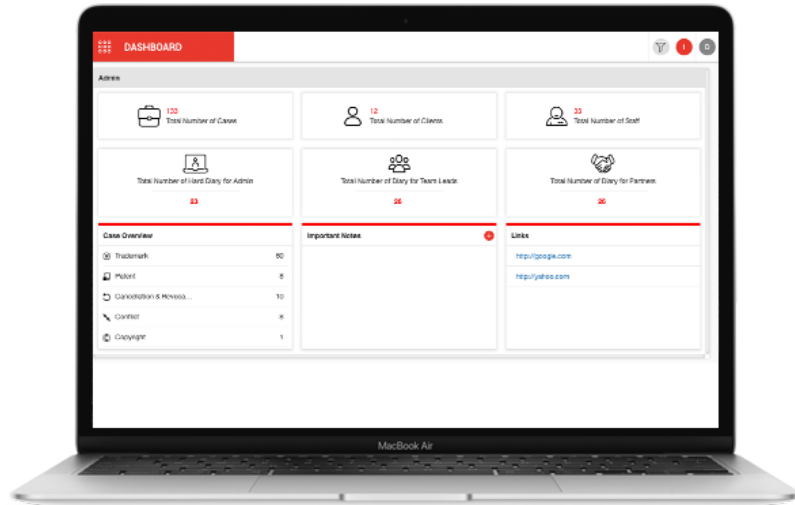 DASHBOARD
Admin
133
Total Number of Cases
12
Total Number of Clients
33
Total Number of Staff
Total Number of Hard Diary for Admin
Total Number of Diary for Team Leads
26
Total Number of Diary for Partners
26
Case Overview
Trademark
Patent
8
Cancellation & Revoca...
10
Conflict
Copyright
1
Important Notes
Links
http://google.com
http://yahoo.com
MacBook Air